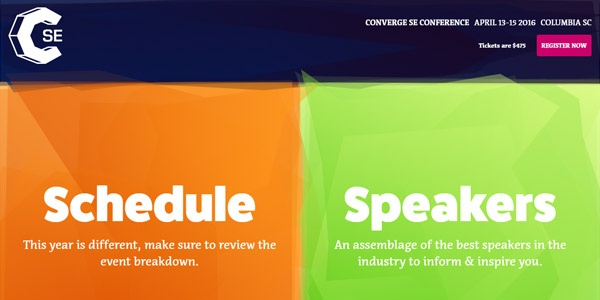 SE
CONVERGE SE CONFERENCE APRIL 13-15 2016 COLUMBIA SC
Tickets are $475 REGISTER NOW
Schedule
This year is different, make sure to review the
event breakdown.
Speakers
An assemblage of the best speakers in the
industry to inform & inspire you.